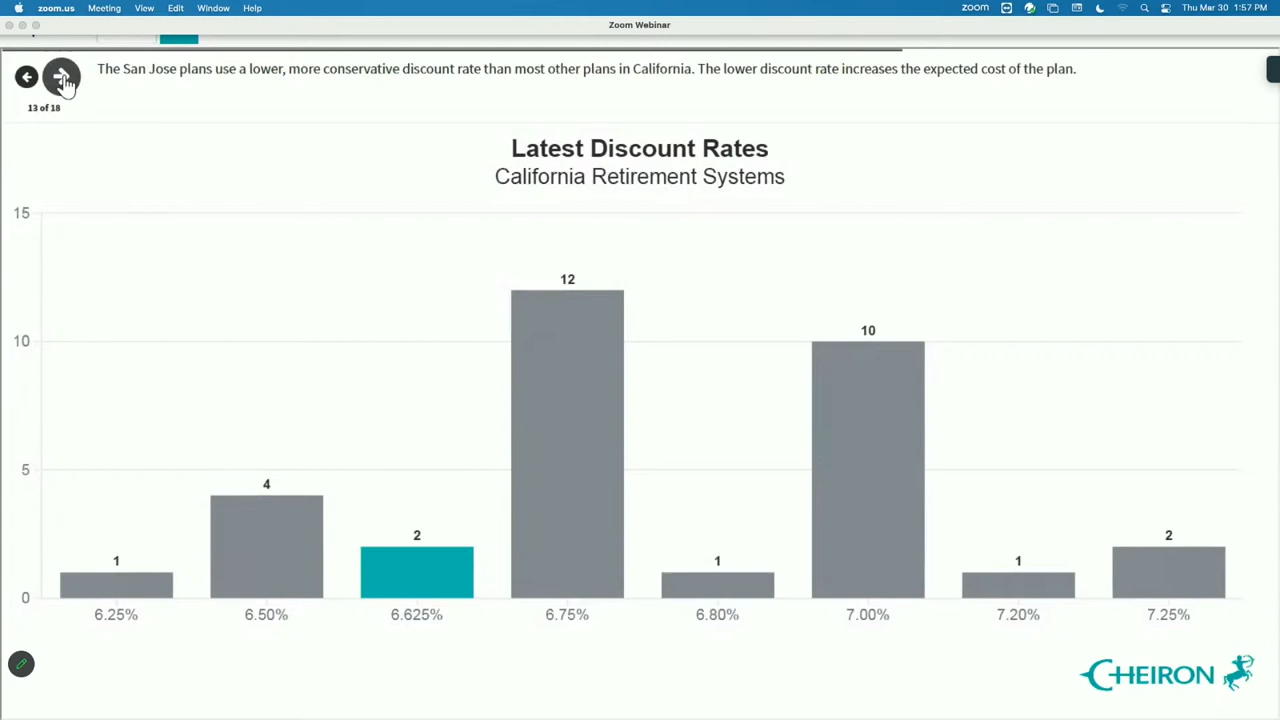 zoom.us Meeting View Edit Window Help zoom Thu Mar 30 1:57 PM
Zoom Webinar
The San Jose plans use a lower, more conservative discount rate than most other plans in California. The lower discount rate increases the expected cost of the plan.
13 of 18
Latest Discount Rates
California Retirement Systems
15
12
10
10
5
4
2
2
1
1
1
0
6.25% 6.50% 6.625% 6.75% 6.80% 7.00% 7.20% 7.25%
CHEIRON